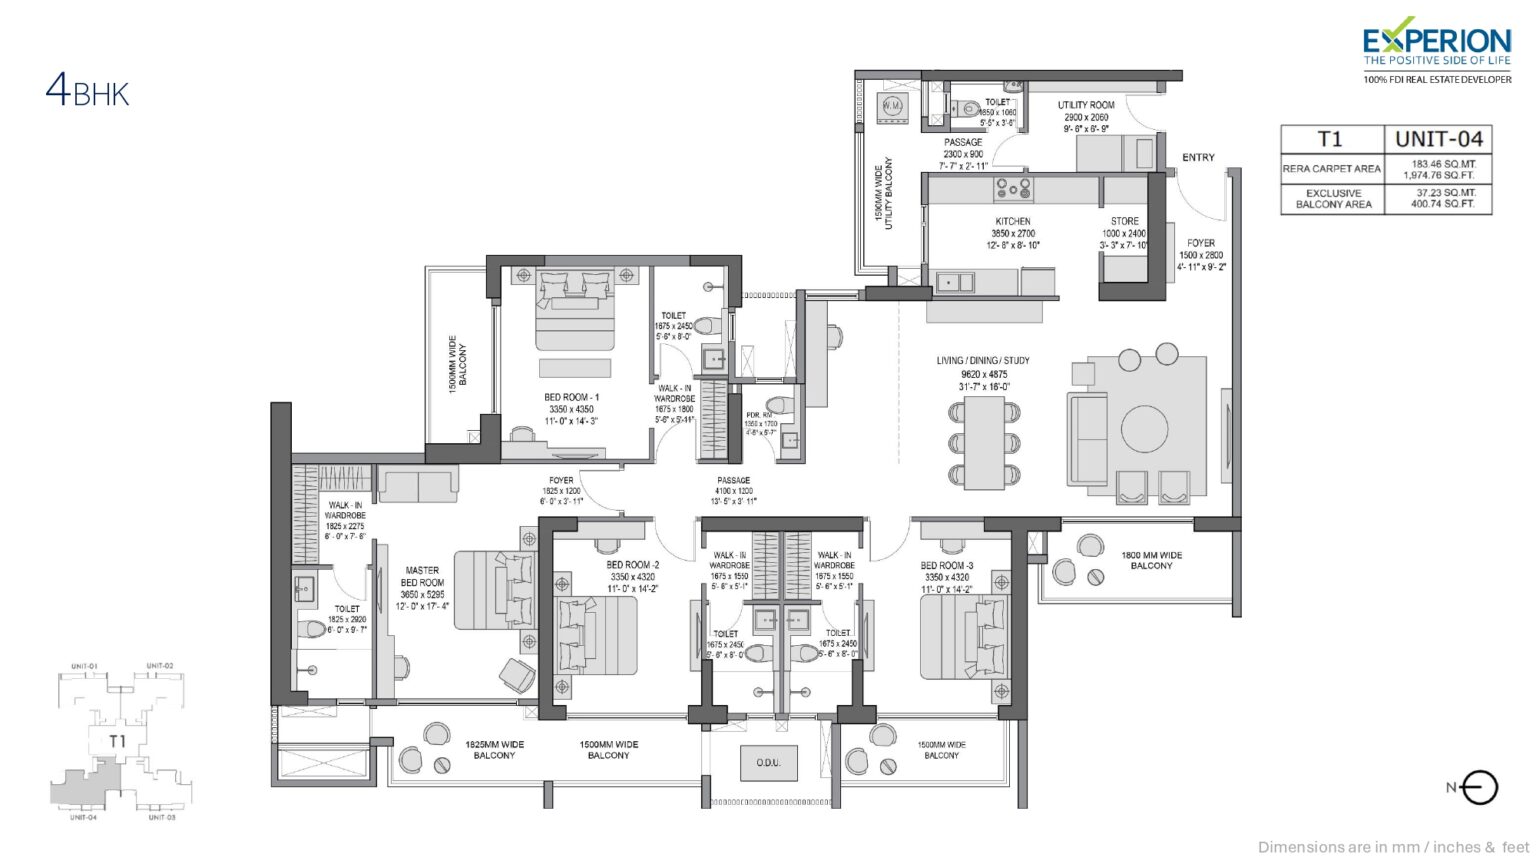 EXPERION
THE POSITIVE SIDE OF LIFE
100% FDI REAL ESTATE DEVELOPER
4BHK
T1 UNIT-04
RERA CARPET AREA 183.46 SQ.MT.
1,974.76 SQ.FT.
EXCLUSIVE
BALCONY AREA
37.23 SQ.MT.
400.74 SQ.FT.
W.M.
TOILET
1650 x 1060
5'-5" x 3'-6"
UTILITY ROOM
2900 x 2060
9'- 6" x 6'- 9"
PASSAGE
2300 x 900
7'- 7" x 2'- 11"
ENTRY
1500MM WIDE
UTILITY BALCONY
KITCHEN
3850 x 2700
12'- 8" x 8'- 10"
STORE
1000 x 2400
3'- 3" x 7'- 10"
FOYER
1500 x 2800
4'- 11" x 9'- 2"
1500MM WIDE
BALCONY
TOILET
1675 x 2450
5'-6" x 8'-0"
BED ROOM - 1
3350 x 4350
11'- 0" x 14'- 3"
WALK - IN
WARDROBE
1675 x 1800
5'-6" x 5'-11"
PDR. RM.
1350 x 1700
4'-5" x 5'-7"
LIVING / DINING / STUDY
9620 x 4875
31'-7" x 16'-0"
FOYER
1825 x 1200
6'- 0" x 3'- 11"
PASSAGE
4100 x 1200
13'- 5" x 3'- 11"
WALK - IN
WARDROBE
1825 x 2275
6'- 0" x 7'- 6"
MASTER
BED ROOM
3650 x 5295
12'- 0" x 17'- 4"
TOILET
1825 x 2920
6'- 0" x 9'- 7"
BED ROOM -2
3350 x 4320
11'- 0" x 14'-2"
WALK - IN
WARDROBE
1675 x 1550
5'- 6" x 5'-1"
WALK - IN
WARDROBE
1675 x 1550
5'- 6" x 5'- 1"
BED ROOM -3
3350 x 4320
11'- 0" x 14'-2"
TOILET
1675 x 2450
5'- 6" x 8'- 0"
TOILET
1675 x 2450
5'- 6" x 8'- 0"
1800 MM WIDE
BALCONY
1825MM WIDE
BALCONY
1500MM WIDE
BALCONY
O.D.U.
1500MM WIDE
BALCONY
UNIT-01
UNIT-02
T1
UNIT-04
UNIT-03
N
Dimensions are in mm / inches & feet